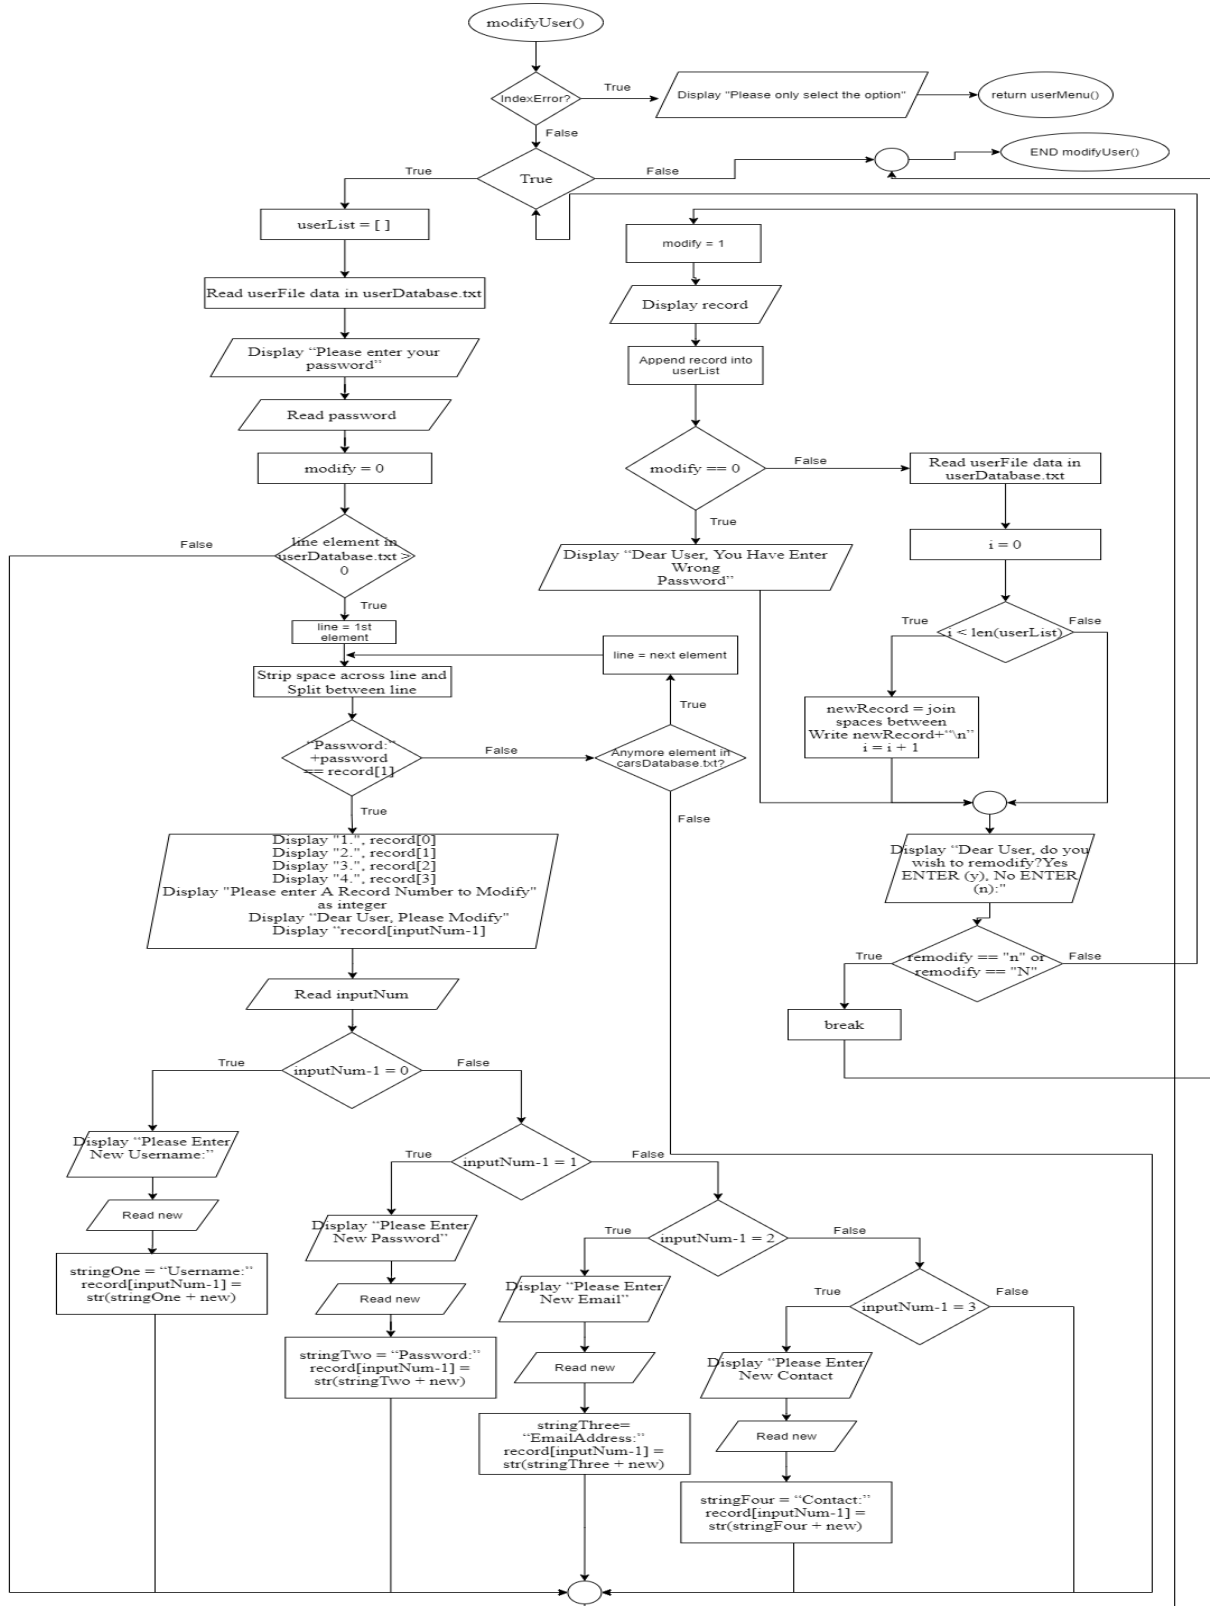 modifyUser()
IndexError?
True
Display "Please only select the option"
return userMenu()
False
True
True
False
END modifyUser()
userList = [ ]
Read userFile data in userDatabase.txt
Display “Please enter your
password”
Read password
modify = 0
line element in
userDatabase.txt >
0
False
True
line = 1st
element
Strip space across line and
Split between line
“Password:”
+password
== record[1]
False
Anymore element in
carsDatabase.txt?
True
line = next element
False
True
Display "1.", record[0]
Display "2.", record[1]
Display "3.", record[2]
Display "4.", record[3]
Display "Please enter A Record Number to Modify"
as integer
Display “Dear User, Please Modify"
Display “record[inputNum-1]
Read inputNum
inputNum-1 = 0
True
False
Display “Please Enter
New Username:”
Read new
stringOne = “Username:”
record[inputNum-1] =
str(stringOne + new)
inputNum-1 = 1
True
False
Display “Please Enter
New Password”
Read new
stringTwo = “Password:”
record[inputNum-1] =
str(stringTwo + new)
inputNum-1 = 2
True
False
Display “Please Enter
New Email”
Read new
stringThree=
“EmailAddress:”
record[inputNum-1] =
str(stringThree + new)
inputNum-1 = 3
True
False
Display “Please Enter
New Contact
Read new
stringFour = “Contact:”
record[inputNum-1] =
str(stringFour + new)
modify = 1
Display record
Append record into
userList
modify == 0
False
True
Display “Dear User, You Have Enter
Wrong
Password”
Read userFile data in
userDatabase.txt
i = 0
i < len(userList)
True
False
newRecord = join
spaces between
Write newRecord+“\n”
i = i + 1
Display “Dear User, do you
wish to remodify?Yes
ENTER (y), No ENTER
(n):"
remodify == "n" or
remodify == "N"
True
False
break